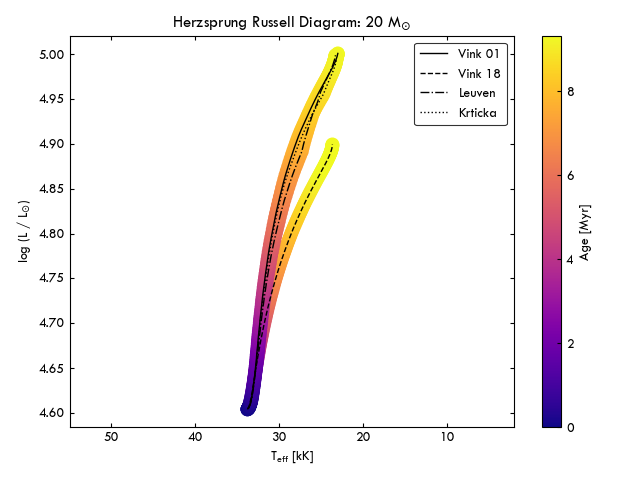 Herzsprung Russell Diagram: 20 M⊙
Vink 01
Vink 18
Leuven
Krticka
log (L / L⊙)
5.00
4.95
4.90
4.85
4.80
4.75
4.70
4.65
4.60
50 40 30 20 10
T_eff [kK]
8
6
4
2
0
Age [Myr]